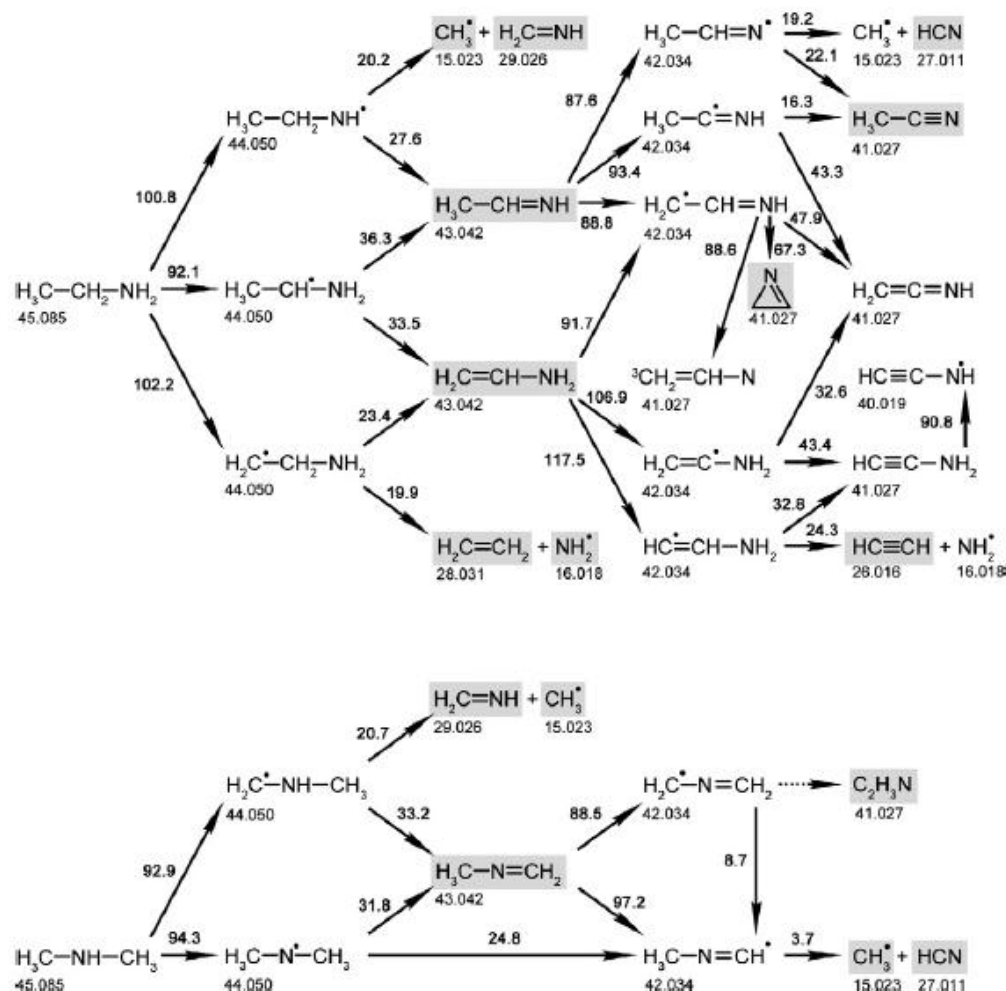 CH₃• + H₂C=NH
15.023 29.026
20.2
H₃C—CH=N•
42.034
19.2
CH₃• + HCN
15.023 27.011
22.1
87.6
H₃C—CH₂—NH•
44.050
27.6
H₃C—C•=NH
42.034
16.3
H₃C—C≡N
41.027
93.4
43.3
100.8
H₃C—CH=NH
43.042
88.8
H₂C•—CH=NH
42.034
47.9
36.3
88.6
67.3
H₃C—CH₂—NH₂
45.085
92.1
H₃C—CH•—NH₂
44.050
N
41.027
H₂C=C=NH
41.027
33.5
91.7
102.2
H₂C=CH—NH₂
43.042
³CH₂=CH—N
41.027
HC≡C—NH•
40.019
106.9
32.6
23.4
90.8
117.5
H₂C•—CH₂—NH₂
44.050
H₂C=C•—NH₂
42.034
43.4
HC≡C—NH₂
41.027
19.9
32.8
H₂C=CH₂ + NH₂•
28.031 16.018
HC•=CH—NH₂
42.034
24.3
HC≡CH + NH₂•
26.016 16.018
H₂C=NH + CH₃•
29.026 15.023
20.7
H₂C•—NH—CH₃
44.050
H₂C•—N=CH₂
42.034
C₂H₃N
41.027
33.2
88.5
92.9
H₃C—N=CH₂
43.042
8.7
31.8
97.2
H₃C—NH—CH₃
45.085
94.3
H₃C—N•—CH₃
44.050
24.8
H₃C—N=CH•
42.034
3.7
CH₃• + HCN
15.023 27.011